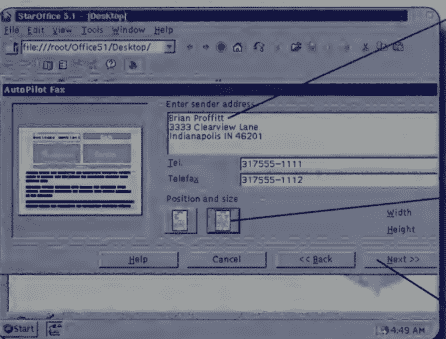 StarOffice 5.1 - [Desktop]
File Edit View Tools Window Help
file:///root/Office51/Desktop/
AutoPilot Fax
Enter sender address
Brian Proffitt
3333 Clearview Lane
Indianapolis IN 46201
Tel. 317555-1111
Telefax 317555-1112
Position and size
Width
Height
Help Cancel << Back Next >>
Start 4:49 AM